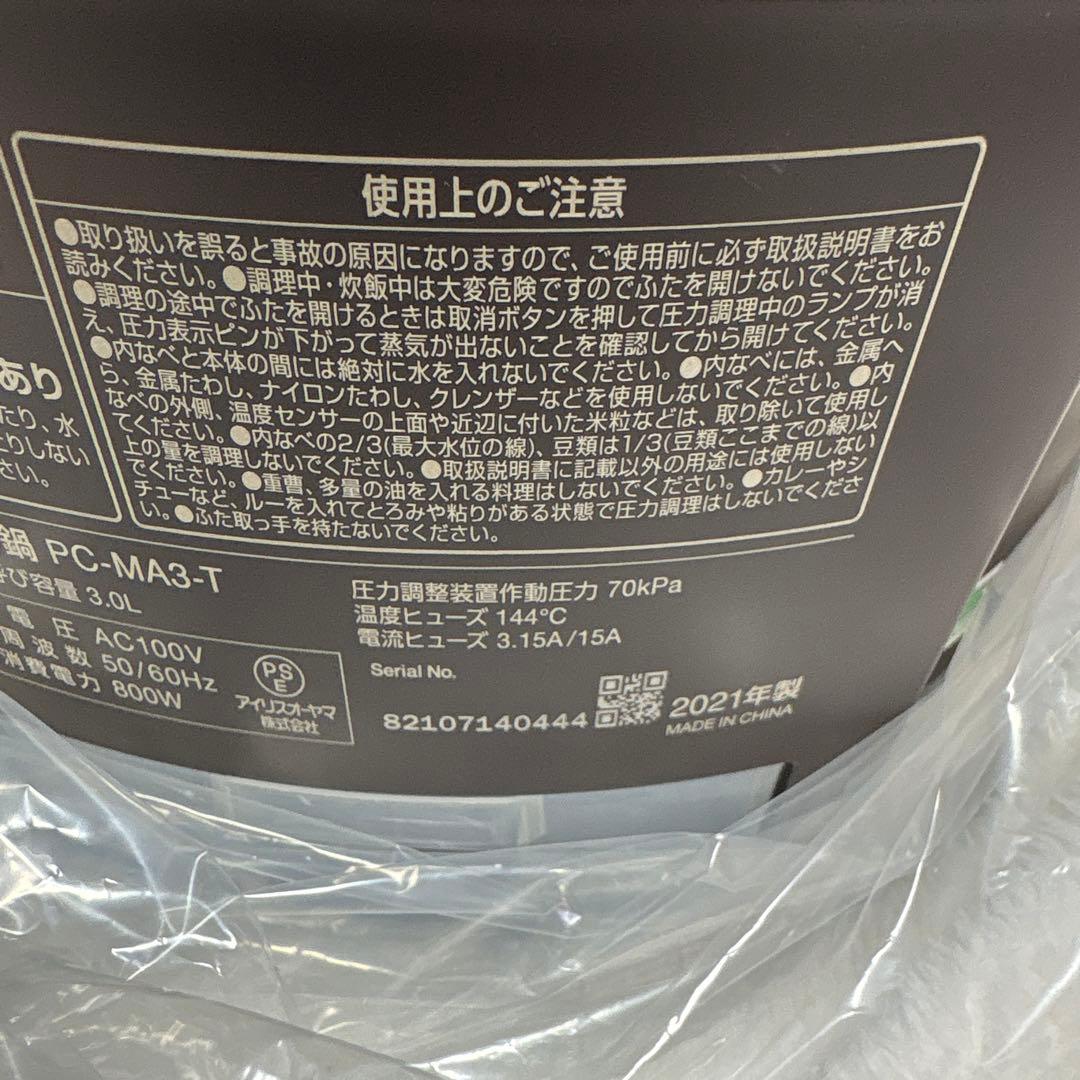 使用上のご注意
●取り扱いを誤ると事故の原因になりますので、ご使用前に必ず取扱説明書をお
読みください。●調理中・炊飯中は大変危険ですのでふたを開けないでください。
●調理の途中でふたを開けるときは取消ボタンを押して圧力調理中のランプが消
え、圧力表示ピンが下がって蒸気が出ないことを確認してから開けてください。
●内なべと本体の間には絶対に水を入れないでください。●内なべには、金属へ
ら、金属たわし、ナイロンたわし、クレンザーなどを使用しないでください。●内
なべの外側、温度センサーの上面や近辺に付いた米粒などは、取り除いて使用し
てください。●内なべの2/3(最大水位の線)、豆類は1/3(豆類ここまでの線)以
上の量を調理しないでください。●取扱説明書に記載以外の用途には使用しない
でください。●重曹、多量の油を入れる料理はしないでください。●カレーやシ
チューなど、ルーを入れてとろみや粘りがある状態で圧力調理はしないでくださ
い。●ふた取っ手を持たないでください。
あり
たり、水
たりしない
さい。
鍋 PC-MA3-T
呼び容量 3.0L
電圧 AC100V
周波数 50/60Hz
消費電力 800W
PS
E
アイリスオーヤマ
株式会社
圧力調整装置作動圧力 70kPa
温度ヒューズ 144℃
電流ヒューズ 3.15A/15A
Serial No.
82107140444
2021年製
MADE IN CHINA